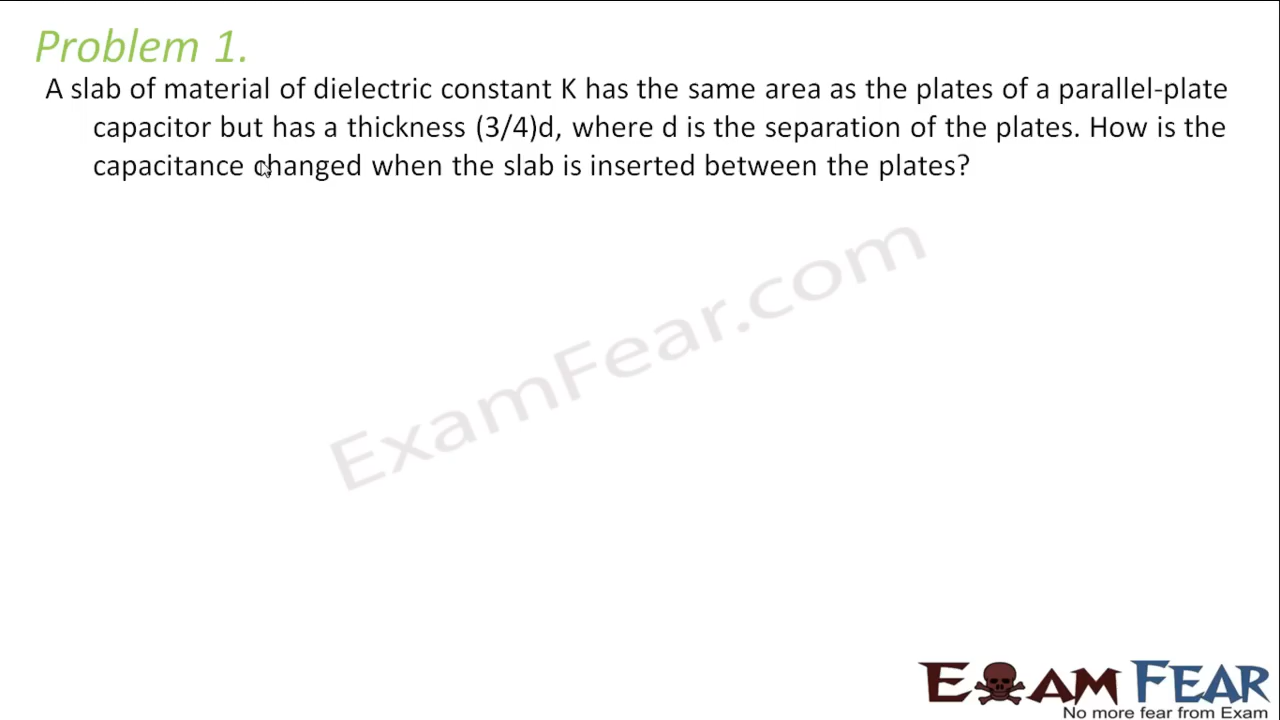 Problem 1.
A slab of material of dielectric constant K has the same area as the plates of a parallel-plate
capacitor but has a thickness (3/4)d, where d is the separation of the plates. How is the
capacitance changed when the slab is inserted between the plates?
ExamFear.com
EXAM FEAR
No more fear from Exam